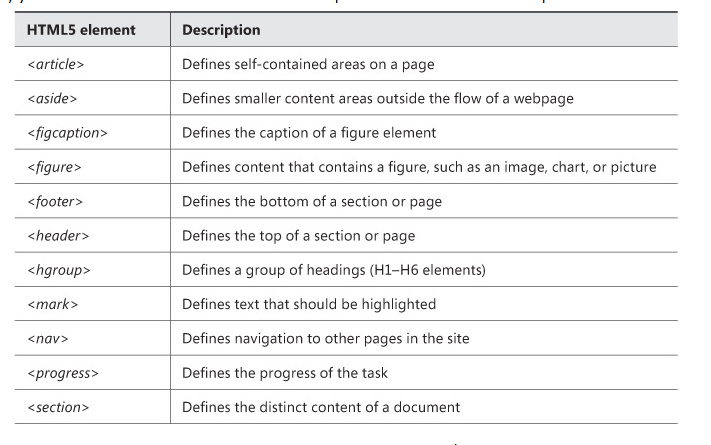 HTML5 element Description
<article> Defines self-contained areas on a page
<aside> Defines smaller content areas outside the flow of a webpage
<figcaption> Defines the caption of a figure element
<figure> Defines content that contains a figure, such as an image, chart, or picture
<footer> Defines the bottom of a section or page
<header> Defines the top of a section or page
<hgroup> Defines a group of headings (H1–H6 elements)
<mark> Defines text that should be highlighted
<nav> Defines navigation to other pages in the site
<progress> Defines the progress of the task
<section> Defines the distinct content of a document